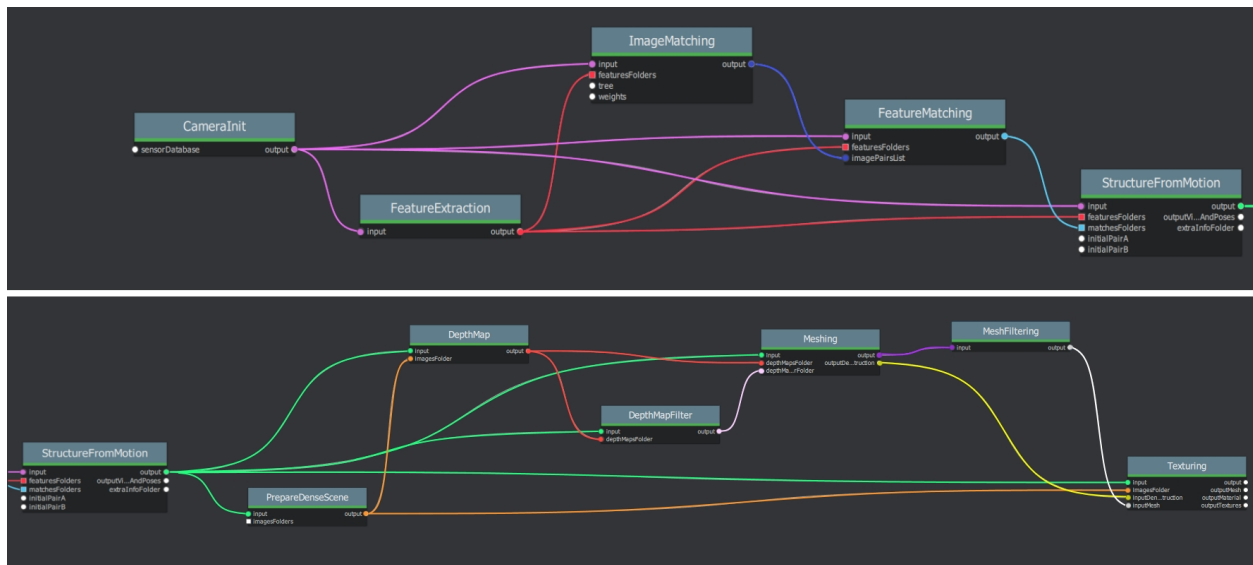 ImageMatching
input output
featuresFolders
tree
weights
CameraInit
sensorDatabase output
FeatureMatching
input output
featuresFolders
imagePairsList
FeatureExtraction
input output
StructureFromMotion
input output
featuresFolders outputVi...AndPoses
matchesFolders extraInfoFolder
initialPairA
initialPairB
DepthMap
input output
imagesFolder
Meshing
input output
depthMapsFolder outputDe...truction
depthMa...rFolder
MeshFiltering
input output
DepthMapFilter
input output
depthMapsFolder
StructureFromMotion
input output
featuresFolders outputVi...AndPoses
matchesFolders extraInfoFolder
initialPairA
initialPairB
PrepareDenseScene
input output
imagesFolders
Texturing
input output
imagesFolder outputMesh
inputDen...truction outputMaterial
inputMesh outputTextures